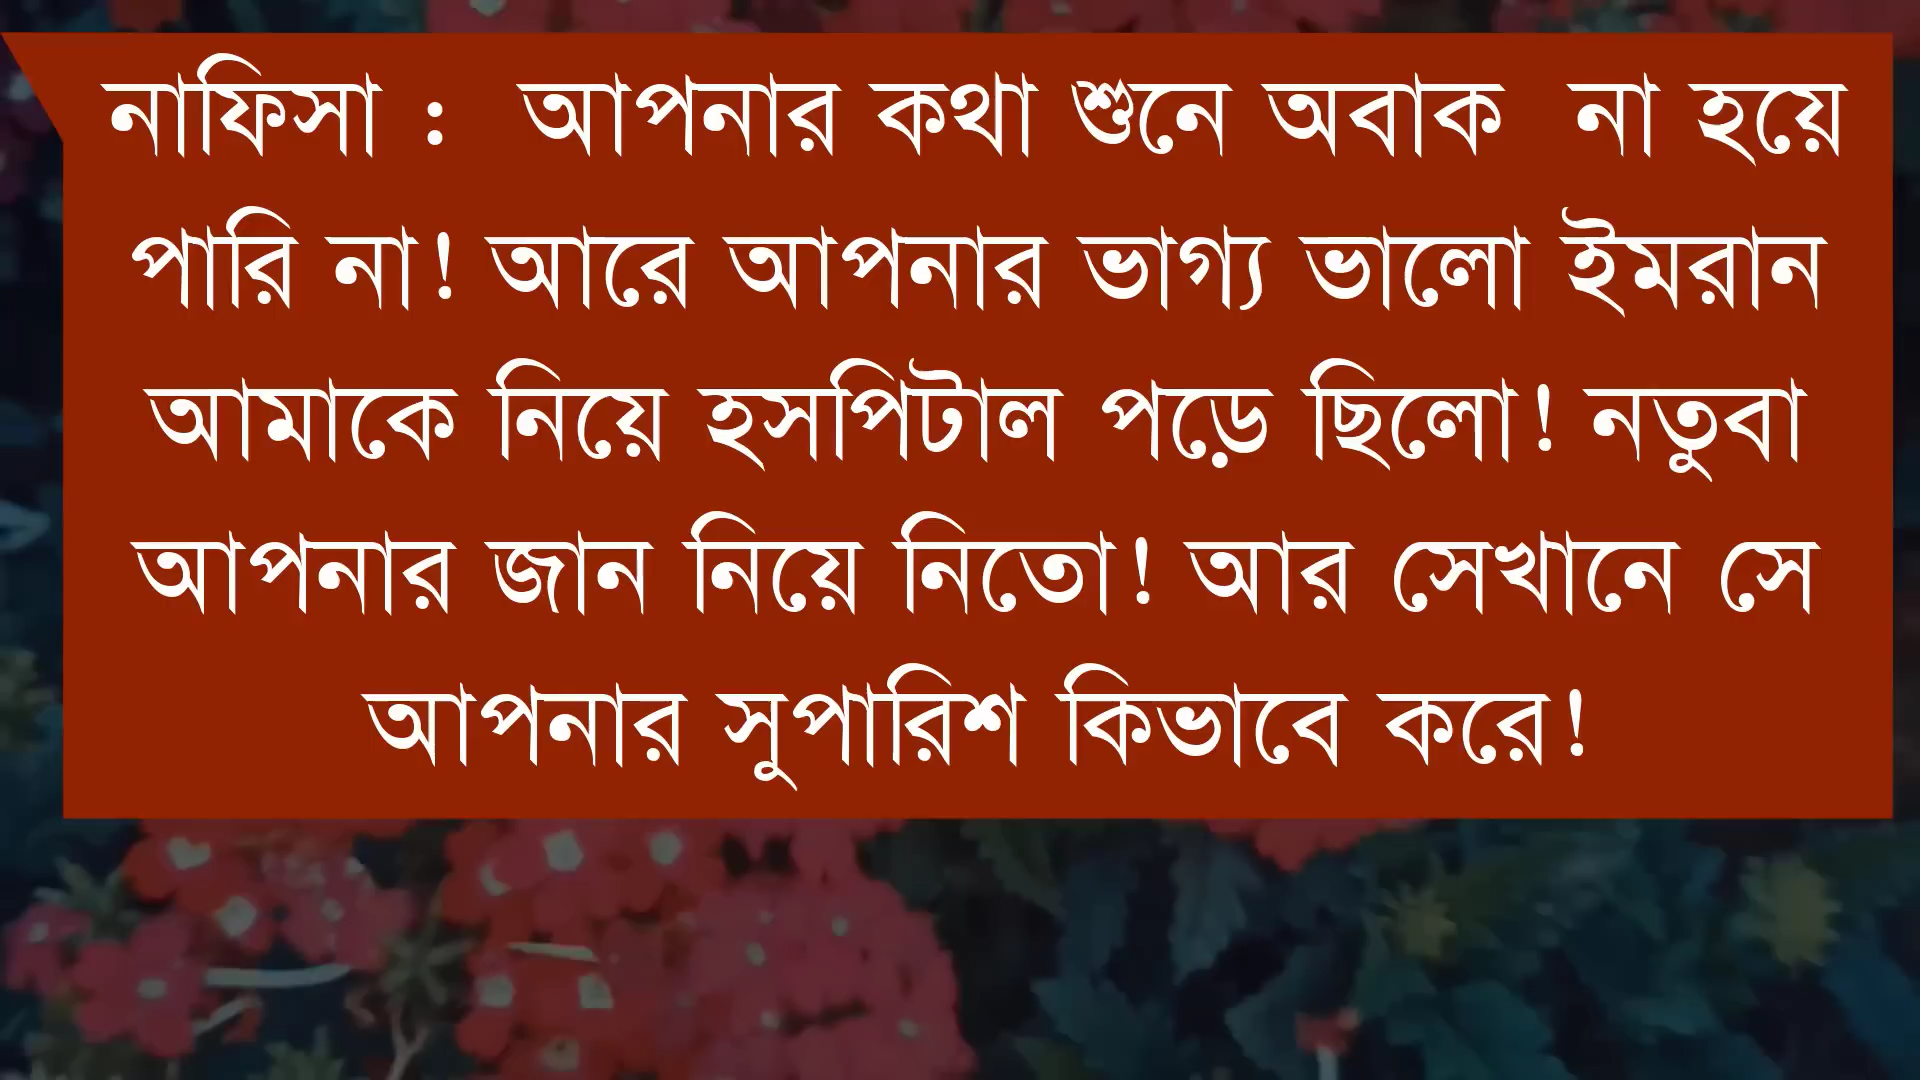 নাফিসা : আপনার কথা শুনে অবাক না হয়ে
পারি না! আরে আপনার ভাগ্য ভালো ইমরান
আমাকে নিয়ে হসপিটাল পড়ে ছিলো! নতুবা
আপনার জান নিয়ে নিতো! আর সেখানে সে
আপনার সুপারিশ কিভাবে করে!